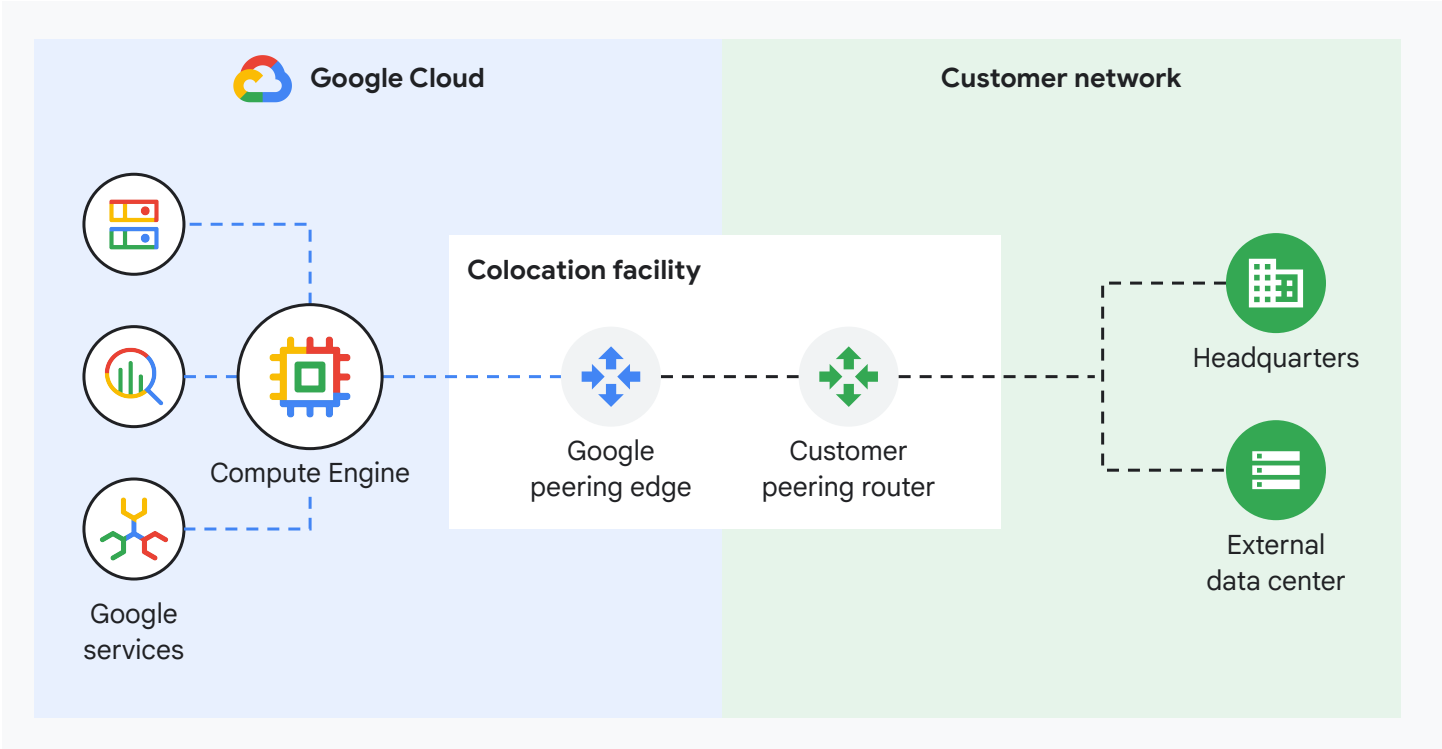 Google Cloud
Customer network
Colocation facility
Compute Engine
Google
peering edge
Customer
peering router
Headquarters
External
data center
Google
services